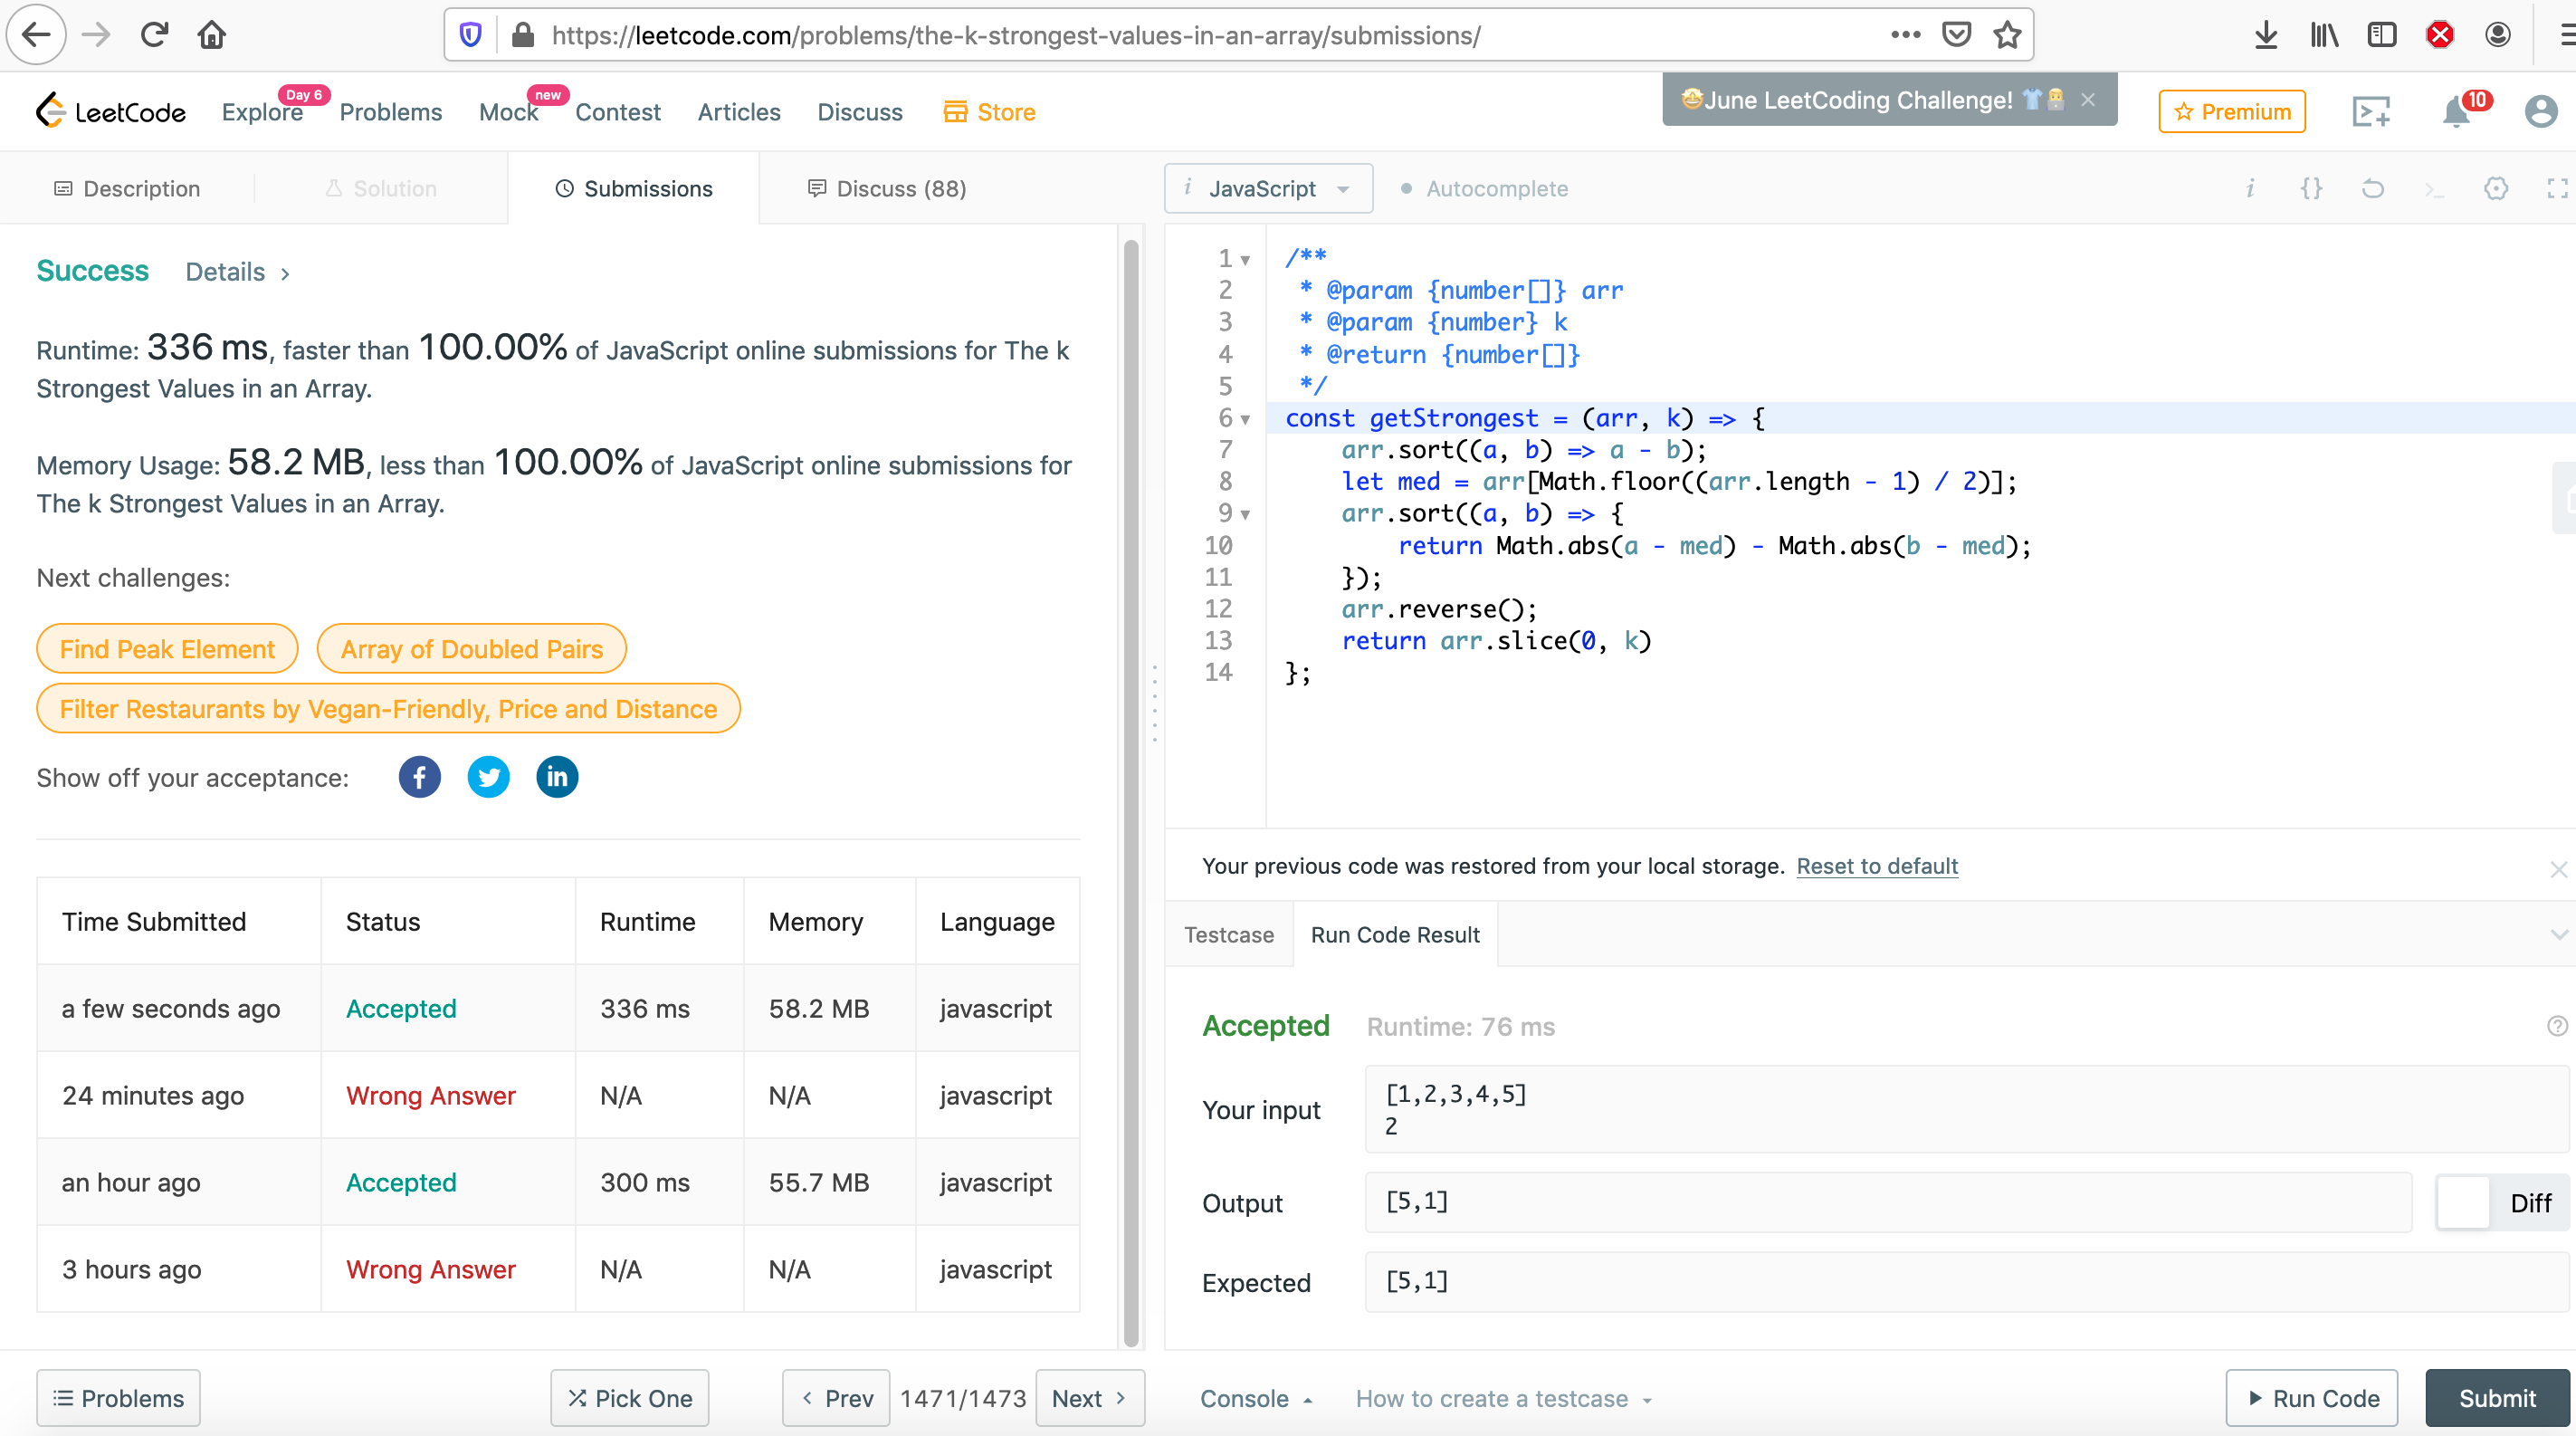 https://leetcode.com/problems/the-k-strongest-values-in-an-array/submissions/
LeetCode
Explore
Day 6
Problems
Mock
new
Contest
Articles
Discuss
Store
June LeetCoding Challenge!
Premium
10
Description
Solution
Submissions
Discuss (88)
i JavaScript
Autocomplete
Success Details >
Runtime: 336 ms, faster than 100.00% of JavaScript online submissions for The k
Strongest Values in an Array.
Memory Usage: 58.2 MB, less than 100.00% of JavaScript online submissions for
The k Strongest Values in an Array.
Next challenges:
Find Peak Element
Array of Doubled Pairs
Filter Restaurants by Vegan-Friendly, Price and Distance
Show off your acceptance:
Time Submitted Status Runtime Memory Language
a few seconds ago Accepted 336 ms 58.2 MB javascript
24 minutes ago Wrong Answer N/A N/A javascript
an hour ago Accepted 300 ms 55.7 MB javascript
3 hours ago Wrong Answer N/A N/A javascript
Problems
Pick One
< Prev
1471/1473
Next >
1 /**
2  * @param {number[]} arr
3  * @param {number} k
4  * @return {number[]}
5  */
6 const getStrongest = (arr, k) => {
7     arr.sort((a, b) => a - b);
8     let med = arr[Math.floor((arr.length - 1) / 2)];
9     arr.sort((a, b) => {
10         return Math.abs(a - med) - Math.abs(b - med);
11     });
12     arr.reverse();
13     return arr.slice(0, k)
14 };
Your previous code was restored from your local storage. Reset to default
Testcase
Run Code Result
Accepted Runtime: 76 ms
Your input
[1,2,3,4,5]
2
Output
[5,1]
Diff
Expected
[5,1]
Console
How to create a testcase
Run Code
Submit